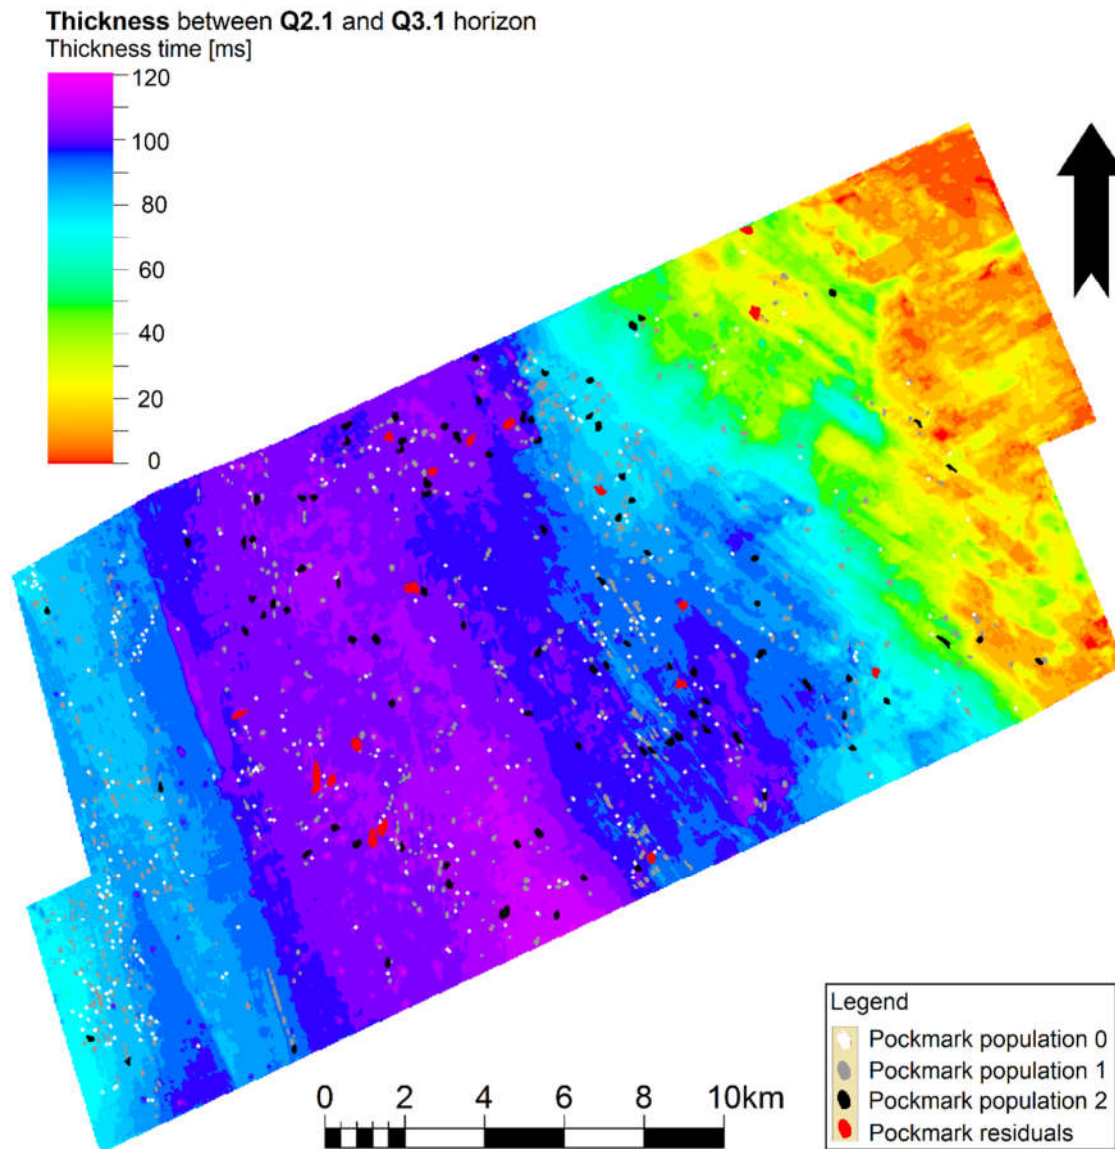 Thickness between Q2.1 and Q3.1 horizon
Thickness time [ms]
120
100
80
60
40
20
0
Legend
Pockmark population 0
Pockmark population 1
Pockmark population 2
Pockmark residuals
0 2 4 6 8 10km